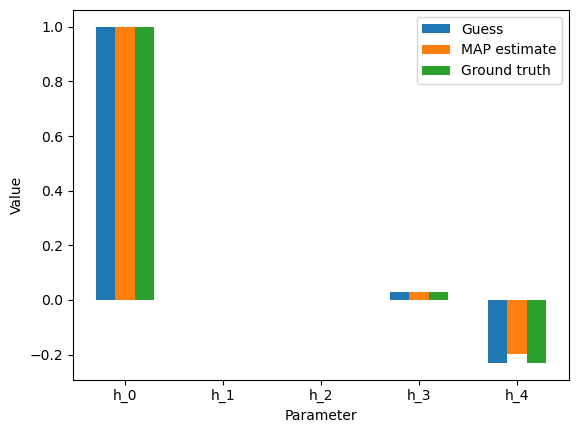 Guess
MAP estimate
Ground truth
1.0
0.8
0.6
0.4
0.2
0.0
−0.2
Value
h_0 h_1 h_2 h_3 h_4
Parameter